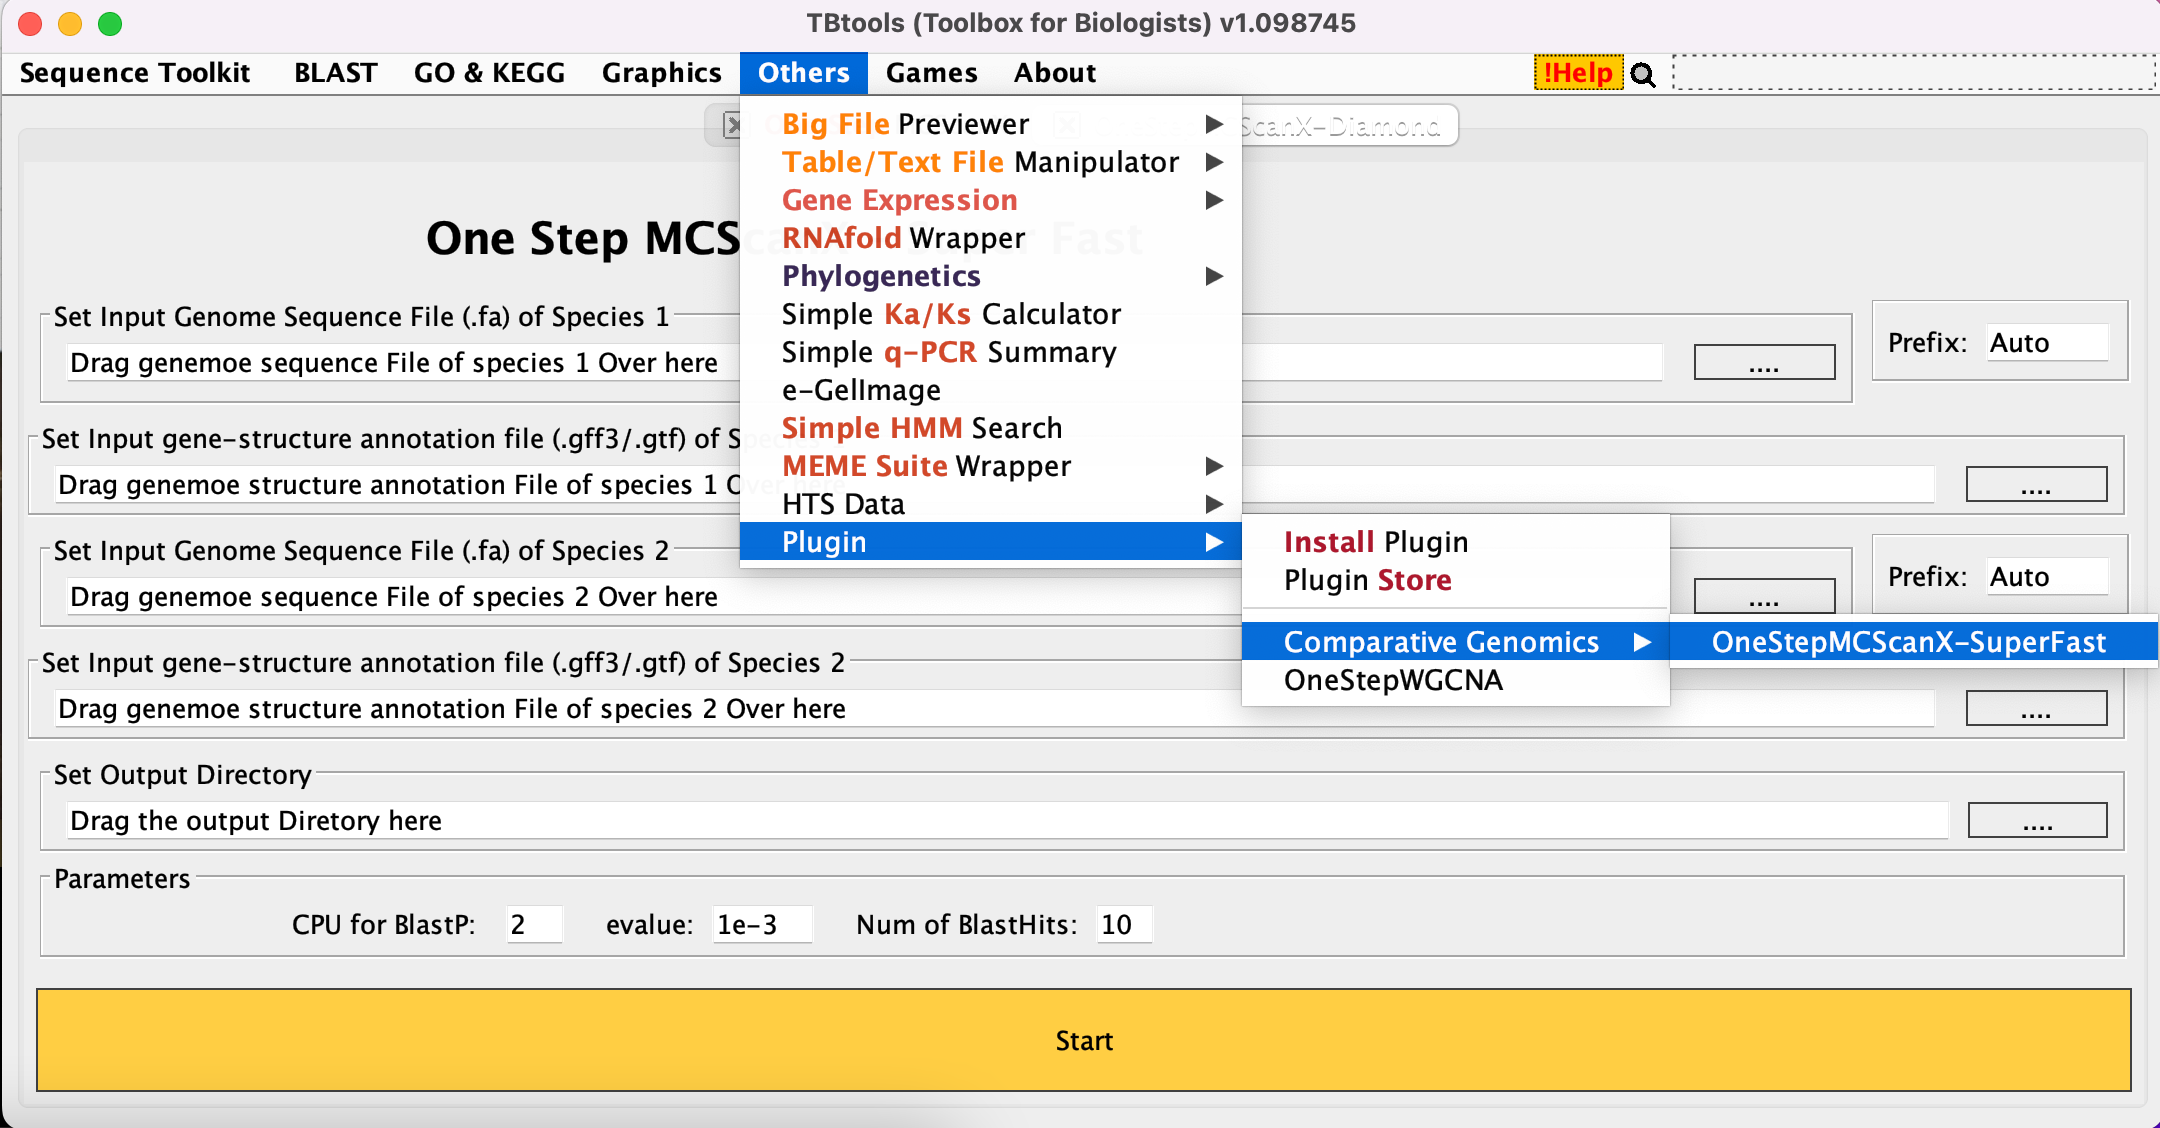 TBtools (Toolbox for Biologists) v1.098745
Sequence Toolkit BLAST GO & KEGG Graphics Others Games About !Help
ScanX-Diamond
Big File Previewer
Table/Text File Manipulator
Gene Expression
RNAfold Wrapper
Phylogenetics
Simple Ka/Ks Calculator
Simple q-PCR Summary
e-GelImage
Simple HMM Search
MEME Suite Wrapper
HTS Data
Plugin
Install Plugin
Plugin Store
Comparative Genomics
OneStepWGCNA
OneStepMCScanX-SuperFast
One Step MCScanX Super Fast
Set Input Genome Sequence File (.fa) of Species 1
Drag genemoe sequence File of species 1 Over here
....
Prefix: Auto
Set Input gene-structure annotation file (.gff3/.gtf) of
Drag genemoe structure annotation File of species 1 Over here
....
Set Input Genome Sequence File (.fa) of Species 2
Drag genemoe sequence File of species 2 Over here
....
Prefix: Auto
Set Input gene-structure annotation file (.gff3/.gtf) of Species 2
Drag genemoe structure annotation File of species 2 Over here
....
Set Output Directory
Drag the output Diretory here
....
Parameters
CPU for BlastP: 2 evalue: 1e-3 Num of BlastHits: 10
Start